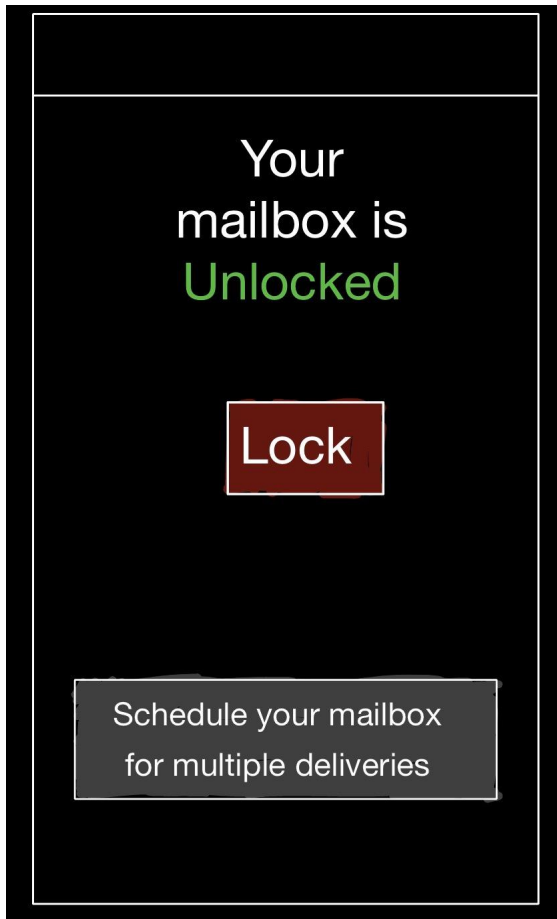 Your
mailbox is
Unlocked
Lock
Schedule your mailbox
for multiple deliveries